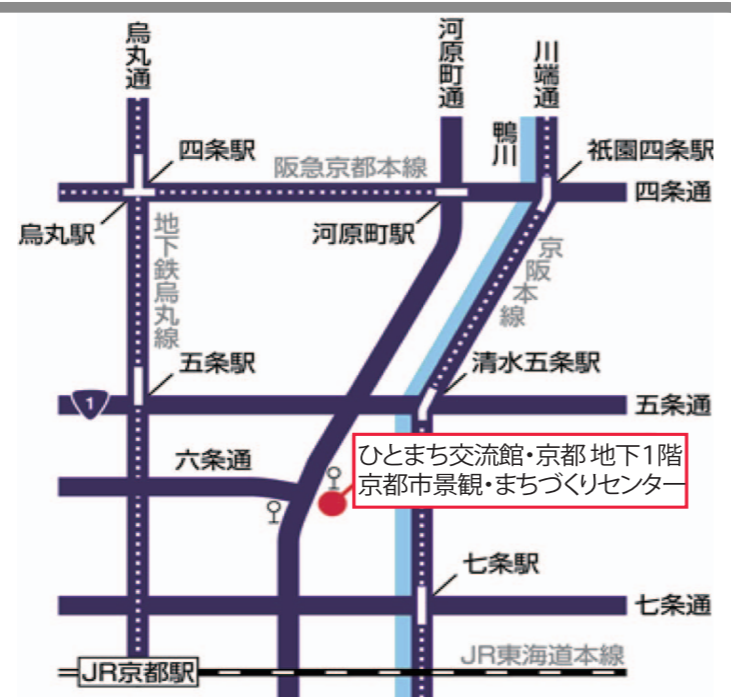 烏丸通
河原町通
川端通
鴨川
四条駅
阪急京都本線
祇園四条駅
四条通
烏丸駅
河原町駅
地下鉄烏丸線
京阪本線
五条駅
清水五条駅
1
五条通
六条通
ひとまち交流館・京都 地下1階
京都市景観・まちづくりセンター
七条駅
七条通
JR東海道本線
JR京都駅